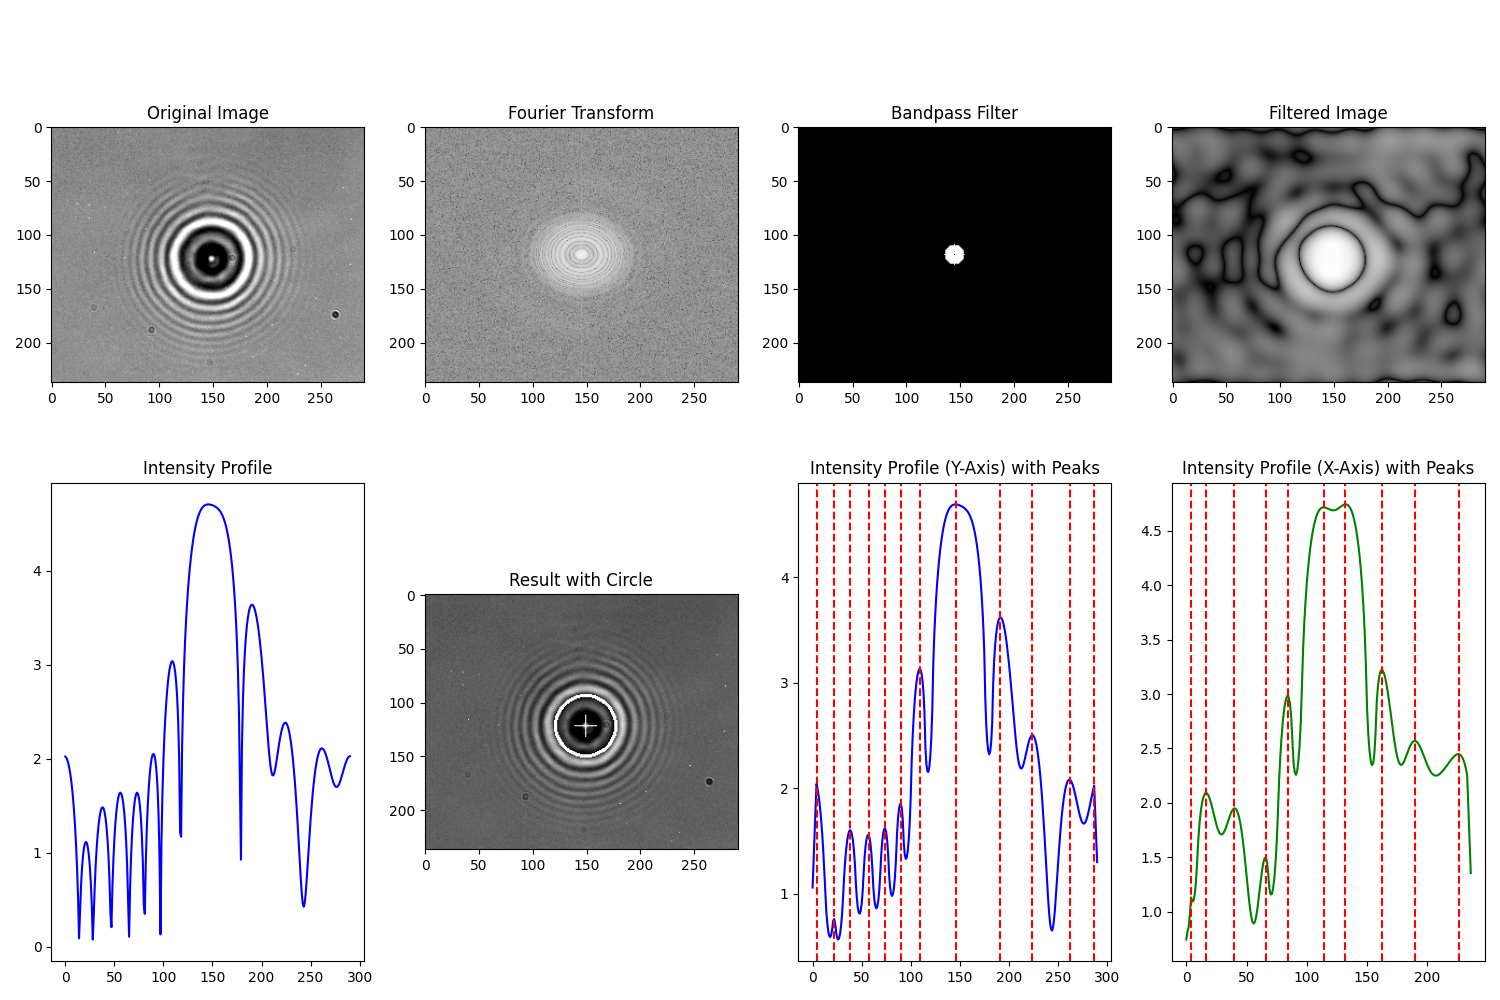 Original Image
Fourier Transform
Bandpass Filter
Filtered Image
0
50
100
150
200
0 50 100 150 200 250
0
50
100
150
200
0 50 100 150 200 250
0
50
100
150
200
0 50 100 150 200 250
0
50
100
150
200
0 50 100 150 200 250
Intensity Profile
4
3
2
1
0
0 50 100 150 200 250 300
Result with Circle
0
50
100
150
200
0 50 100 150 200 250
Intensity Profile (Y-Axis) with Peaks
4
3
2
1
0 50 100 150 200 250 300
Intensity Profile (X-Axis) with Peaks
4.5
4.0
3.5
3.0
2.5
2.0
1.5
1.0
0 50 100 150 200